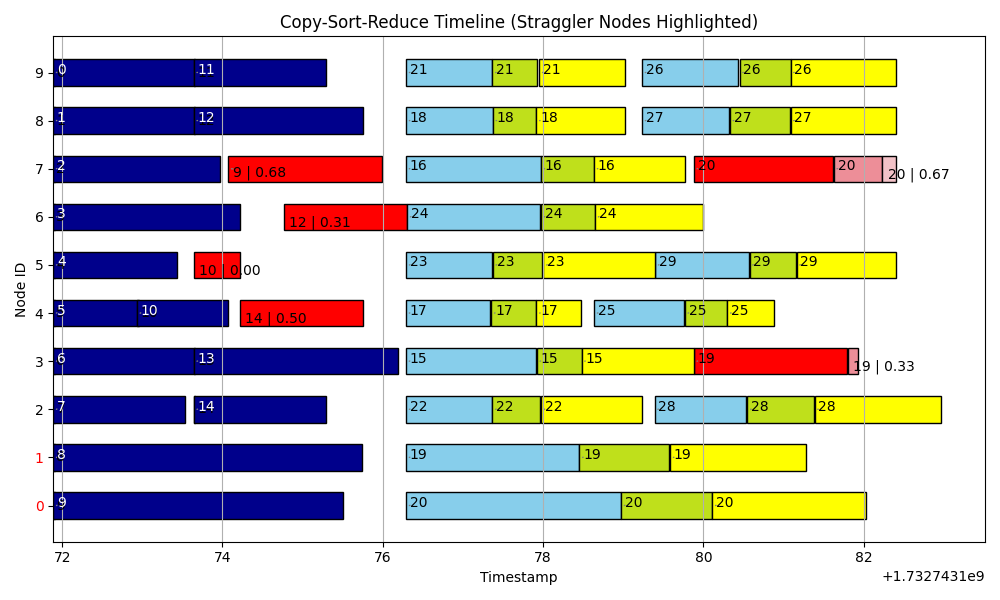 Copy-Sort-Reduce Timeline (Straggler Nodes Highlighted)
Node ID
9 0 11 21 21 21 26 26 26
8 1 12 18 18 18 27 27 27
7 2 9 | 0.68 16 16 16 20 20 20 | 0.67
6 3 12 | 0.31 24 24 24
5 4 10 | 0.00 23 23 23 29 29 29
4 5 10 14 | 0.50 17 17 17 25 25 25
3 6 13 15 15 15 19 19 | 0.33
2 7 14 22 22 22 28 28 28
1 8 19 19 19
0 9 20 20 20
72 74 76 78 80 82
Timestamp
+1.7327431e9